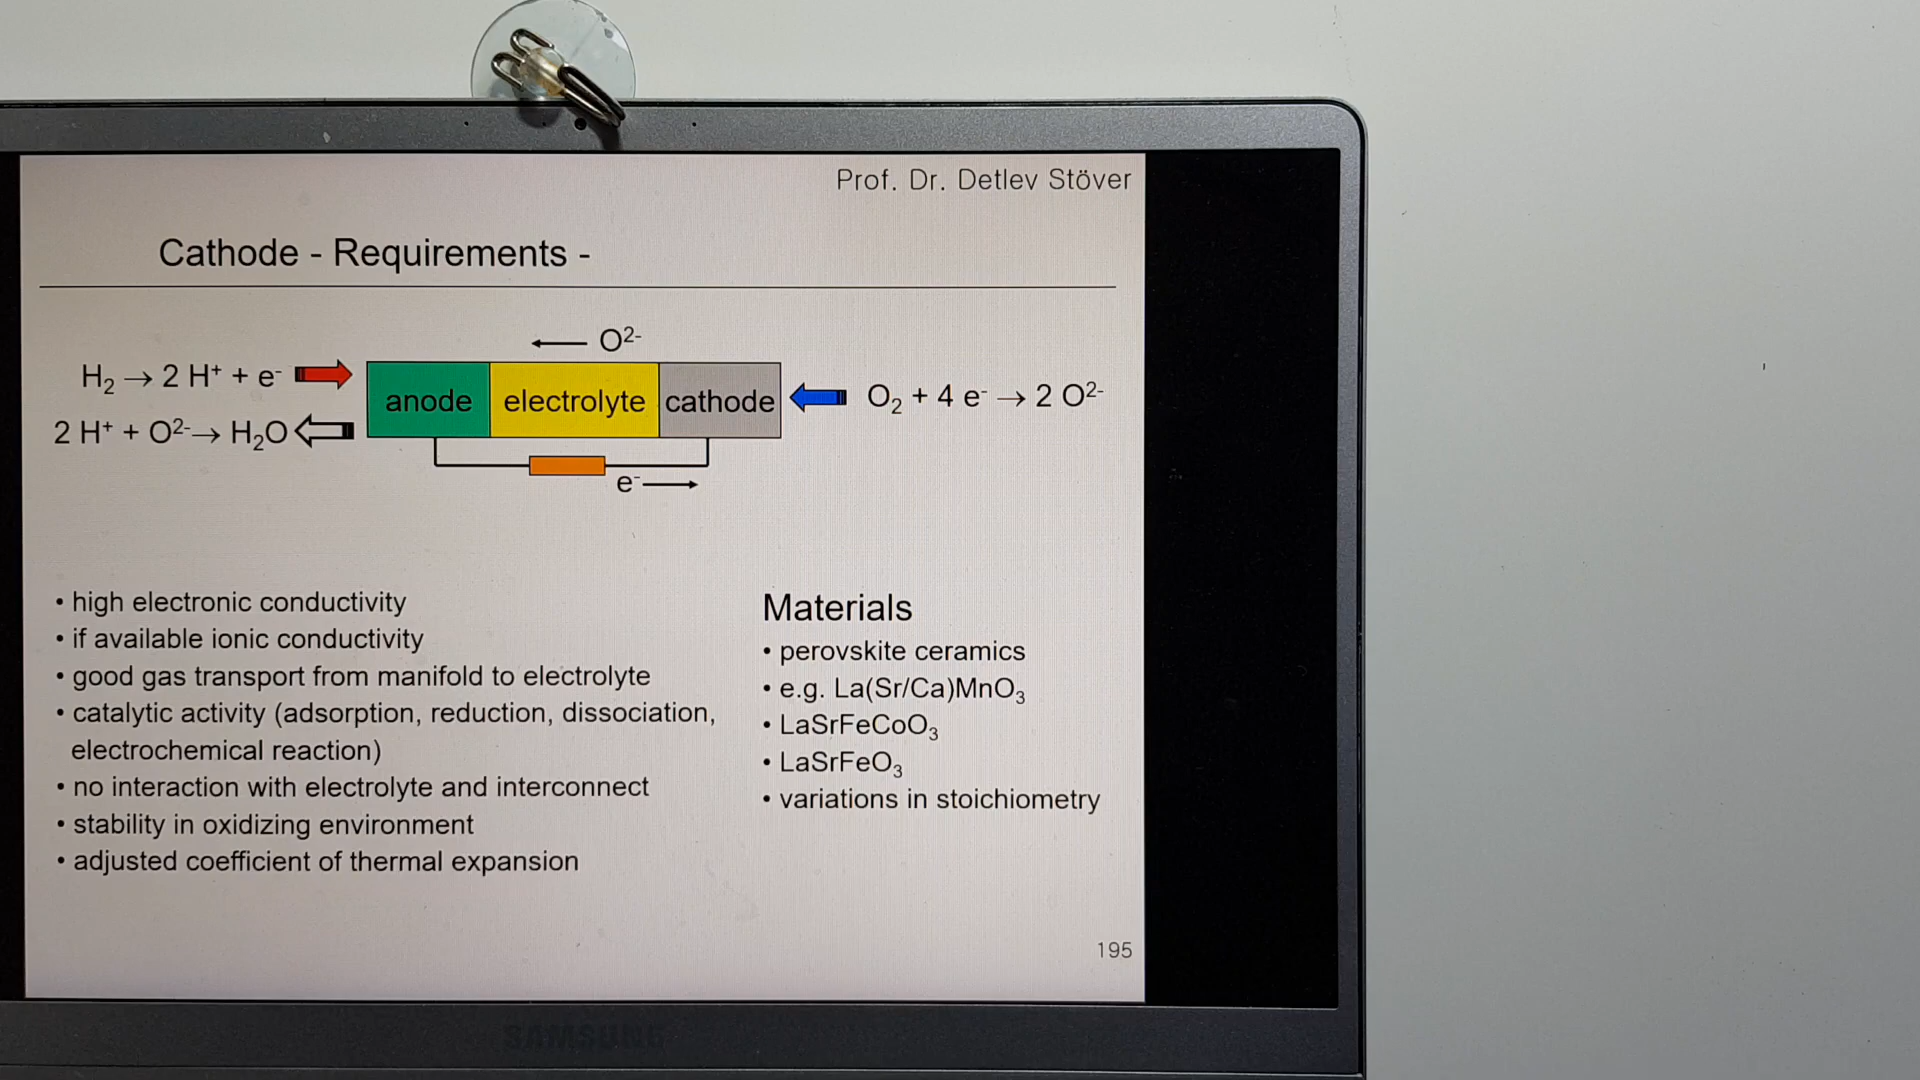 Prof. Dr. Detlev Stöver
Cathode - Requirements -
O²⁻
H₂ → 2 H⁺ + e⁻
2 H⁺ + O²⁻→ H₂O
anode
electrolyte
cathode
O₂ + 4 e⁻ → 2 O²⁻
e⁻
• high electronic conductivity
• if available ionic conductivity
• good gas transport from manifold to electrolyte
• catalytic activity (adsorption, reduction, dissociation,
electrochemical reaction)
• no interaction with electrolyte and interconnect
• stability in oxidizing environment
• adjusted coefficient of thermal expansion
Materials
• perovskite ceramics
• e.g. La(Sr/Ca)MnO₃
• LaSrFeCoO₃
• LaSrFeO₃
• variations in stoichiometry
195
SAMSUNG